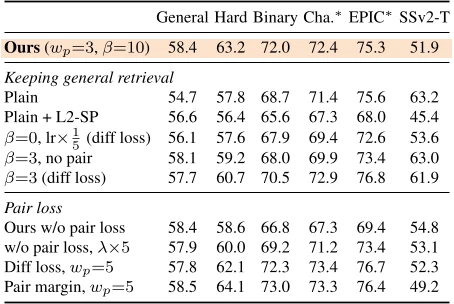 General Hard Binary Cha.* EPIC* SSv2-T
Ours (wₚ=3, β=10) 58.4 63.2 72.0 72.4 75.3 51.9
Keeping general retrieval
Plain 54.7 57.8 68.7 71.4 75.6 63.2
Plain + L2-SP 56.6 56.4 65.6 67.3 68.0 45.4
β=0, lr×1/5 (diff loss) 56.1 57.6 67.9 69.4 72.6 53.6
β=3, no pair 58.1 59.2 68.0 69.9 73.4 63.0
β=3 (diff loss) 57.7 60.7 70.5 72.9 76.8 61.9
Pair loss
Ours w/o pair loss 58.4 58.6 66.8 67.3 69.4 54.8
w/o pair loss, λ×5 57.9 60.0 69.2 71.2 73.4 53.1
Diff loss, wₚ=5 57.8 62.1 72.3 73.4 76.7 52.3
Pair margin, wₚ=5 58.5 64.1 73.0 73.3 76.4 49.2